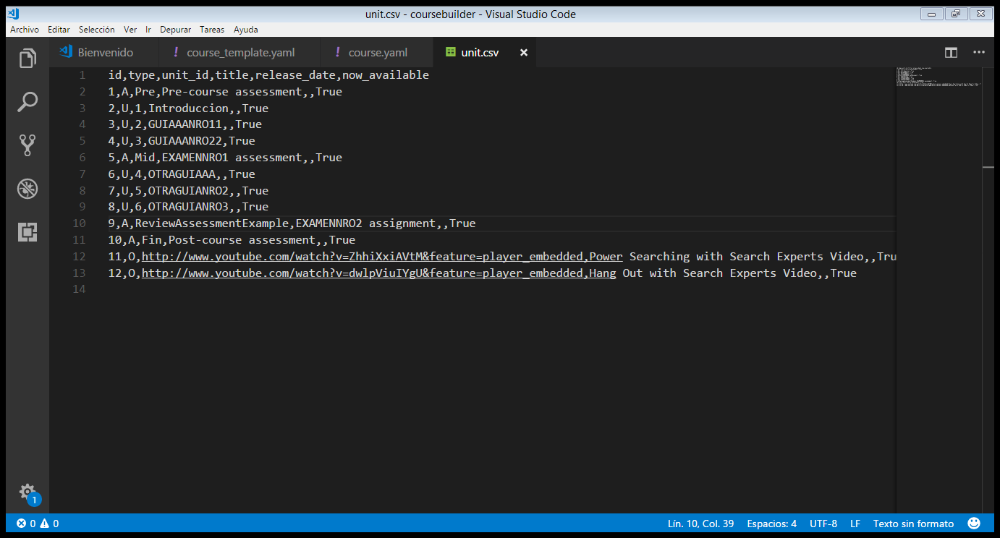 unit.csv - coursebuilder - Visual Studio Code
Archivo Editar Selección Ver Ir Depurar Tareas Ayuda
Bienvenido ! course_template.yaml ! course.yaml unit.csv
1 id,type,unit_id,title,release_date,now_available
2 1,A,Pre,Pre-course assessment,,True
3 2,U,1,Introduccion,,True
4 3,U,2,GUIAAANRO11,,True
5 4,U,3,GUIAAANRO22,True
6 5,A,Mid,EXAMENNRO1 assessment,,True
7 6,U,4,OTRAGUIAAA,,True
8 7,U,5,OTRAGUIANRO2,,True
9 8,U,6,OTRAGUIANRO3,,True
10 9,A,ReviewAssessmentExample,EXAMENNRO2 assignment,,True
11 10,A,Fin,Post-course assessment,,True
12 11,O,http://www.youtube.com/watch?v=ZhhiXxiAVtM&feature=player_embedded,Power Searching with Search Experts Video,,Tru
13 12,O,http://www.youtube.com/watch?v=dwlpViuIYgU&feature=player_embedded,Hang Out with Search Experts Video,,True
14
1
0 0 Lín. 10, Col. 39 Espacios: 4 UTF-8 LF Texto sin formato